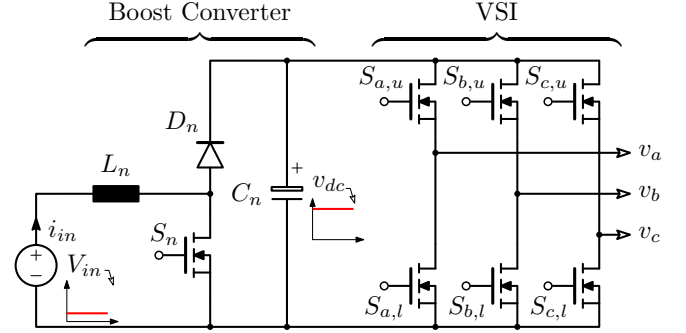 Boost Converter
VSI
S_{a,u}
S_{b,u}
S_{c,u}
D_n
v_a
L_n
+
v_{dc}
C_n
v_b
i_{in}
S_n
v_c
+
−
V_{in}
S_{a,l}
S_{b,l}
S_{c,l}